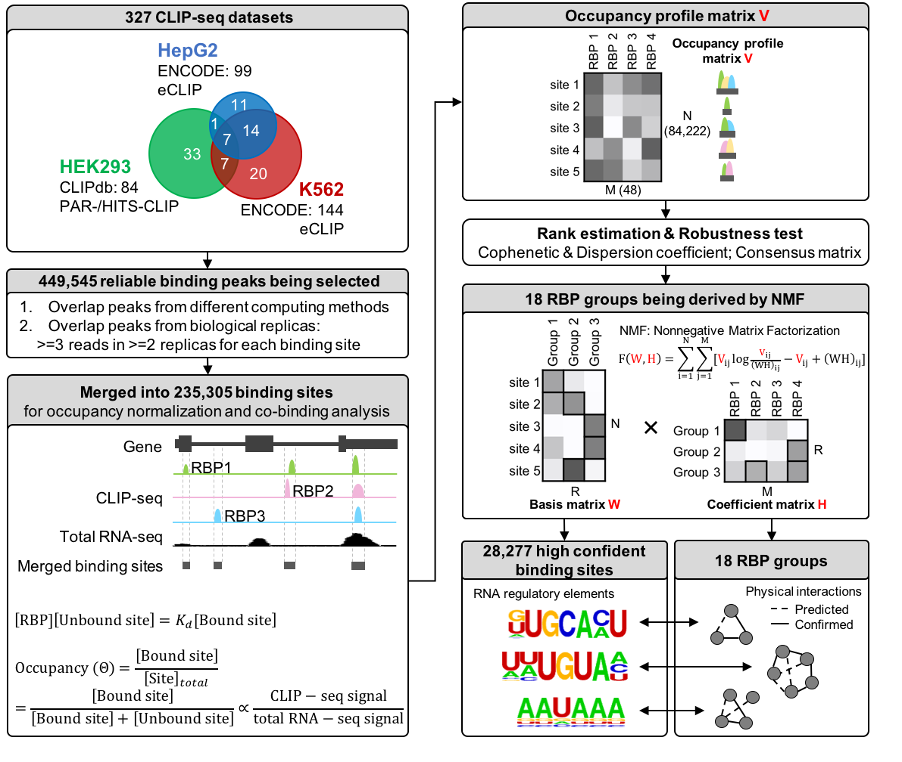 327 CLIP-seq datasets
HepG2
ENCODE: 99
eCLIP
11
1
14
7
33
7
20
HEK293
CLIPdb: 84
PAR-/HITS-CLIP
K562
ENCODE: 144
eCLIP
449,545 reliable binding peaks being selected
1. Overlap peaks from different computing methods
2. Overlap peaks from biological replicas:
>=3 reads in >=2 replicas for each binding site
Merged into 235,305 binding sites
for occupancy normalization and co-binding analysis
Gene
RBP1
CLIP-seq
RBP2
RBP3
Total RNA-seq
Merged binding sites
[RBP][Unbound site] = K_d[Bound site]
Occupancy (Θ) = [Bound site] / [Site]_total
= [Bound site] / [Bound site] + [Unbound site] ∝ CLIP − seq signal / total RNA − seq signal
Occupancy profile matrix V
RBP 1
RBP 2
RBP 3
RBP 4
Occupancy profile
matrix V
site 1
site 2
site 3
site 4
site 5
N
(84,222)
M (48)
Rank estimation & Robustness test
Cophenetic & Dispersion coefficient; Consensus matrix
18 RBP groups being derived by NMF
Group 1
Group 2
Group 3
NMF: Nonnegative Matrix Factorization
F(W, H) = ∑_{i=1}^{N} ∑_{j=1}^{M} [V_ij log V_ij / (WH)_ij − V_ij + (WH)_ij]
site 1
site 2
site 3
site 4
site 5
N
R
Basis matrix W
×
RBP 1
RBP 2
RBP 3
RBP 4
Group 1
Group 2
Group 3
R
M
Coefficient matrix H
28,277 high confident
binding sites
RNA regulatory elements
GUGCACU
UA
UUUGUAA
AA C
AAUAAA
18 RBP groups
Physical interactions
Predicted
Confirmed